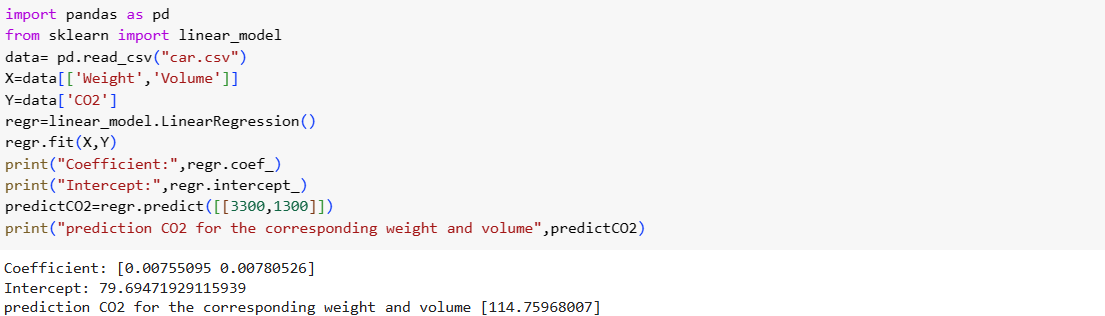 import pandas as pd
from sklearn import linear_model
data= pd.read_csv("car.csv")
X=data[['Weight','Volume']]
Y=data['CO2']
regr=linear_model.LinearRegression()
regr.fit(X,Y)
print("Coefficient:",regr.coef_)
print("Intercept:",regr.intercept_)
predictCO2=regr.predict([[3300,1300]])
print("prediction CO2 for the corresponding weight and volume",predictCO2)
Coefficient: [0.00755095 0.00780526]
Intercept: 79.69471929115939
prediction CO2 for the corresponding weight and volume [114.75968007]